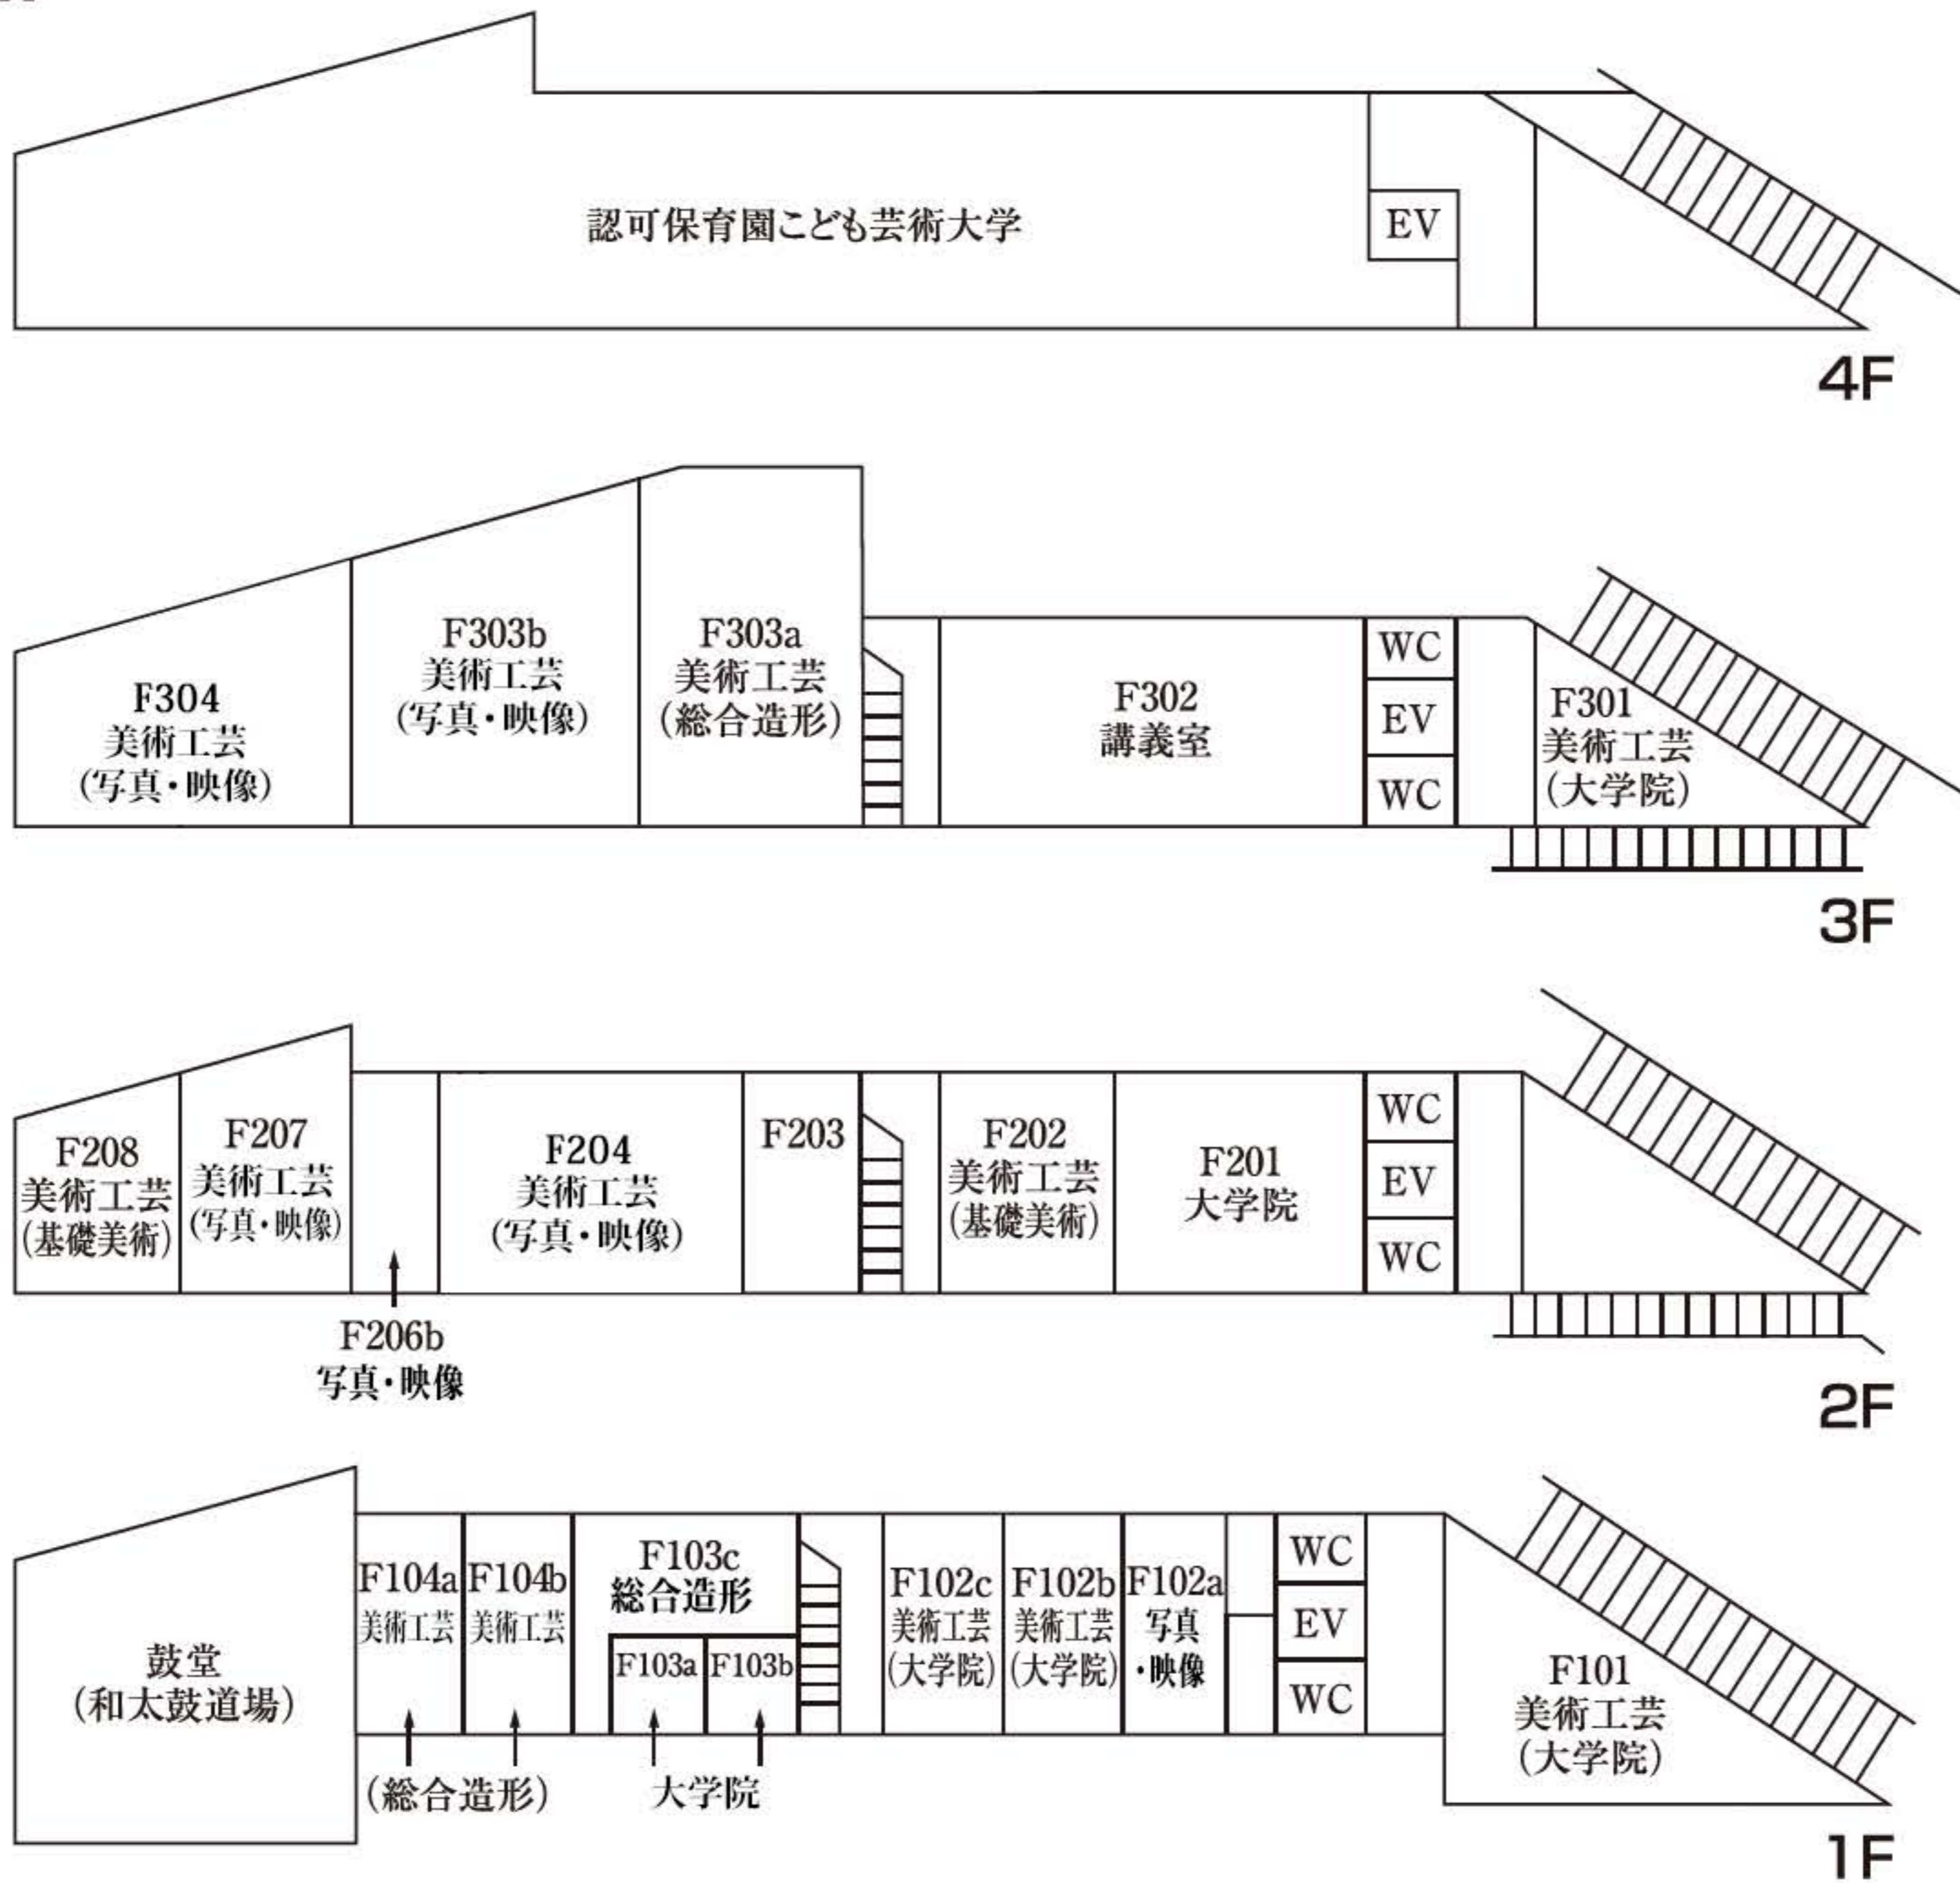 認可保育園こども芸術大学
EV
4F
F304
美術工芸
(写真・映像)
F303b
美術工芸
(写真・映像)
F303a
美術工芸
(総合造形)
F302
講義室
WC
EV
WC
F301
美術工芸
(大学院)
3F
F208
美術工芸
(基礎美術)
F207
美術工芸
(写真・映像)
F206b
写真・映像
F204
美術工芸
(写真・映像)
F203
F202
美術工芸
(基礎美術)
F201
大学院
WC
EV
WC
2F
鼓堂
(和太鼓道場)
F104a
美術工芸
F104b
美術工芸
(総合造形)
F103c
総合造形
F103a
F103b
大学院
F102c
美術工芸
(大学院)
F102b
美術工芸
(大学院)
F102a
写真
・映像
WC
EV
WC
F101
美術工芸
(大学院)
1F